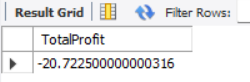 Result Grid Filter Rows:
TotalProfit
-20.722500000000316